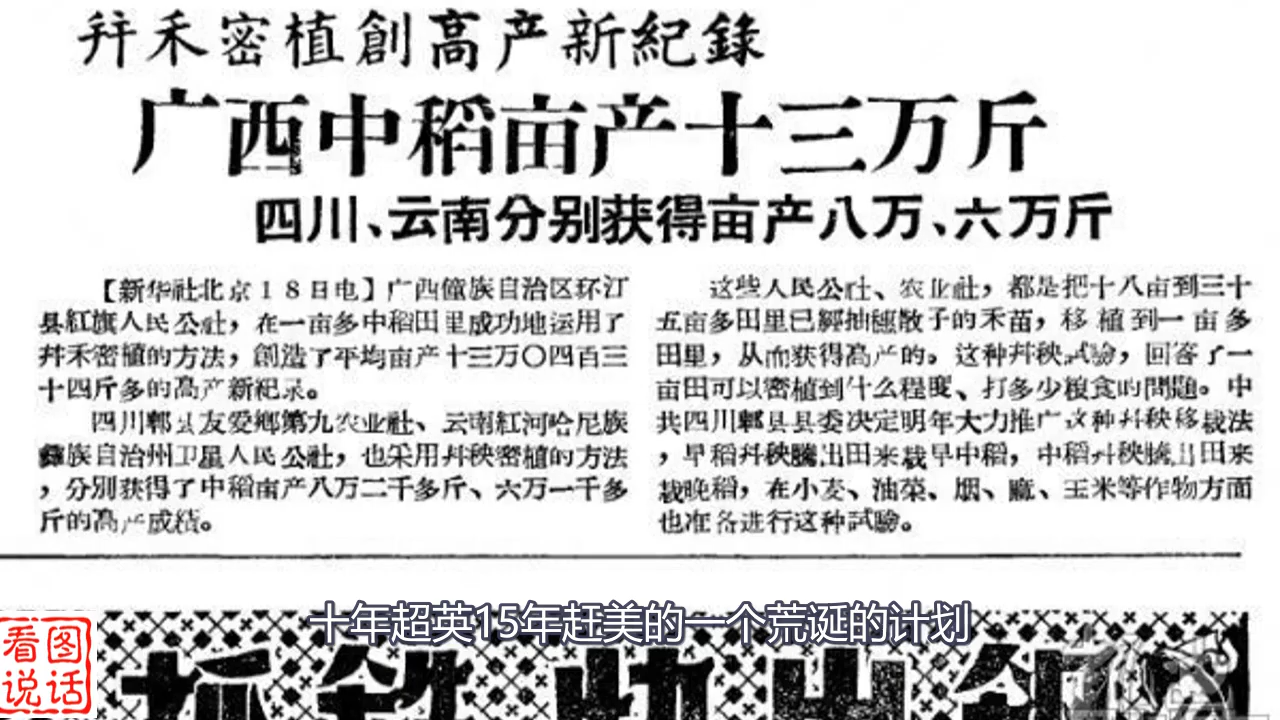 幷禾密植創高产新紀錄
广西中稻亩产十三万斤
四川、云南分别获得亩产八万、六万斤
【新华社北京18日电】广西僮族自治区环江
县紅旗人民公社，在一亩多中稻田里成功地运用了
幷禾密植的方法，創造了平均亩产十三万〇四百三
十四斤多的高产新紀录。
四川郫县友爱鄉第九农业社、云南紅河哈尼族
彝族自治州卫星人民公社，也采用幷秧密植的方法
，分别获得了中稻亩产八万二千多斤、六万一千多
斤的高产成績。
这些人民公社、农业社，都是把十八亩到三十
五亩多田里已經抽穗散子的禾苗，移植到一亩多
田里，从而获得高产的。这种幷秧試驗，回答了一
亩田可以密植到什么程度、打多少粮食的問題。中
共四川郫县县委决定明年大力推广这种幷秧移栽法
，早稻幷秧騰出田来栽早中稻，中稻幷秧騰出田来
栽晚稻，在小麦、油菜、烟、麻、玉米等作物方面
也准备进行这种試驗。
十年超英15年赶美的一个荒诞的计划
看图
说话